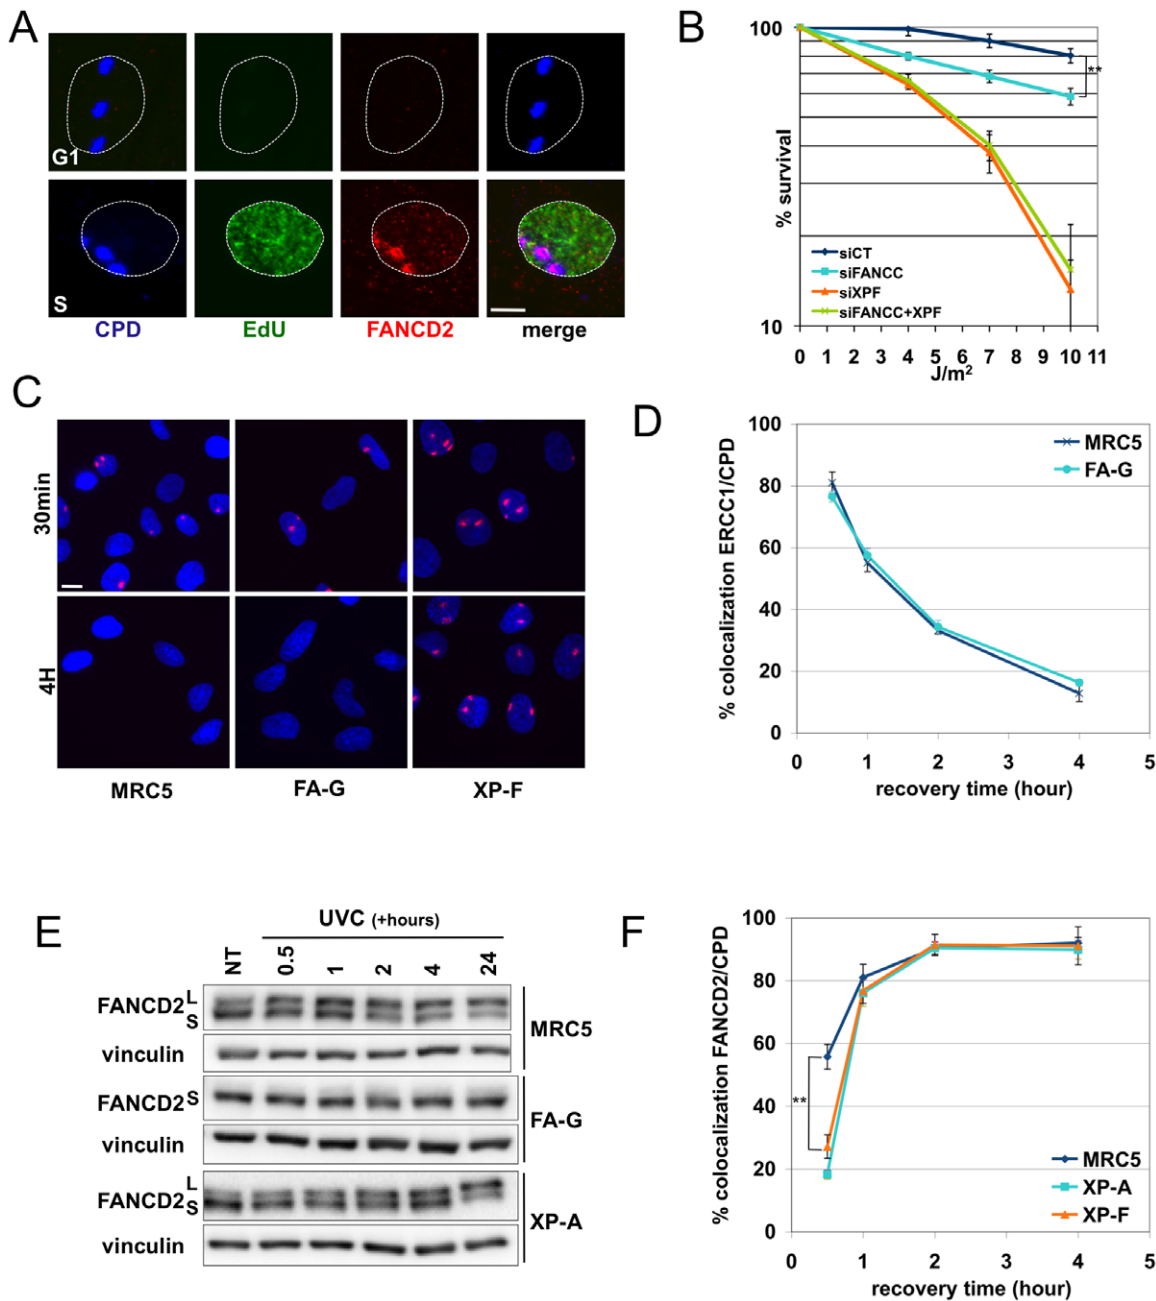 A
G1
S
CPD EdU FANCD2 merge
B
100
10
% survival
siCT
siFANCC
siXPF
siFANCC+XPF
**
0 1 2 3 4 5 6 7 8 9 10 11
J/m²
C
30min
4H
MRC5 FA-G XP-F
D
100
80
60
40
20
0
% colocalization ERCC1/CPD
MRC5
FA-G
0 1 2 3 4 5
recovery time (hour)
E
UVC (+hours)
NT 0.5 1 2 4 24
FANCD2 L
S
vinculin
MRC5
FANCD2 S
vinculin
FA-G
FANCD2 L
S
vinculin
XP-A
F
100
80
60
40
20
0
% colocalization FANCD2/CPD
**
MRC5
XP-A
XP-F
0 1 2 3 4 5
recovery time (hour)